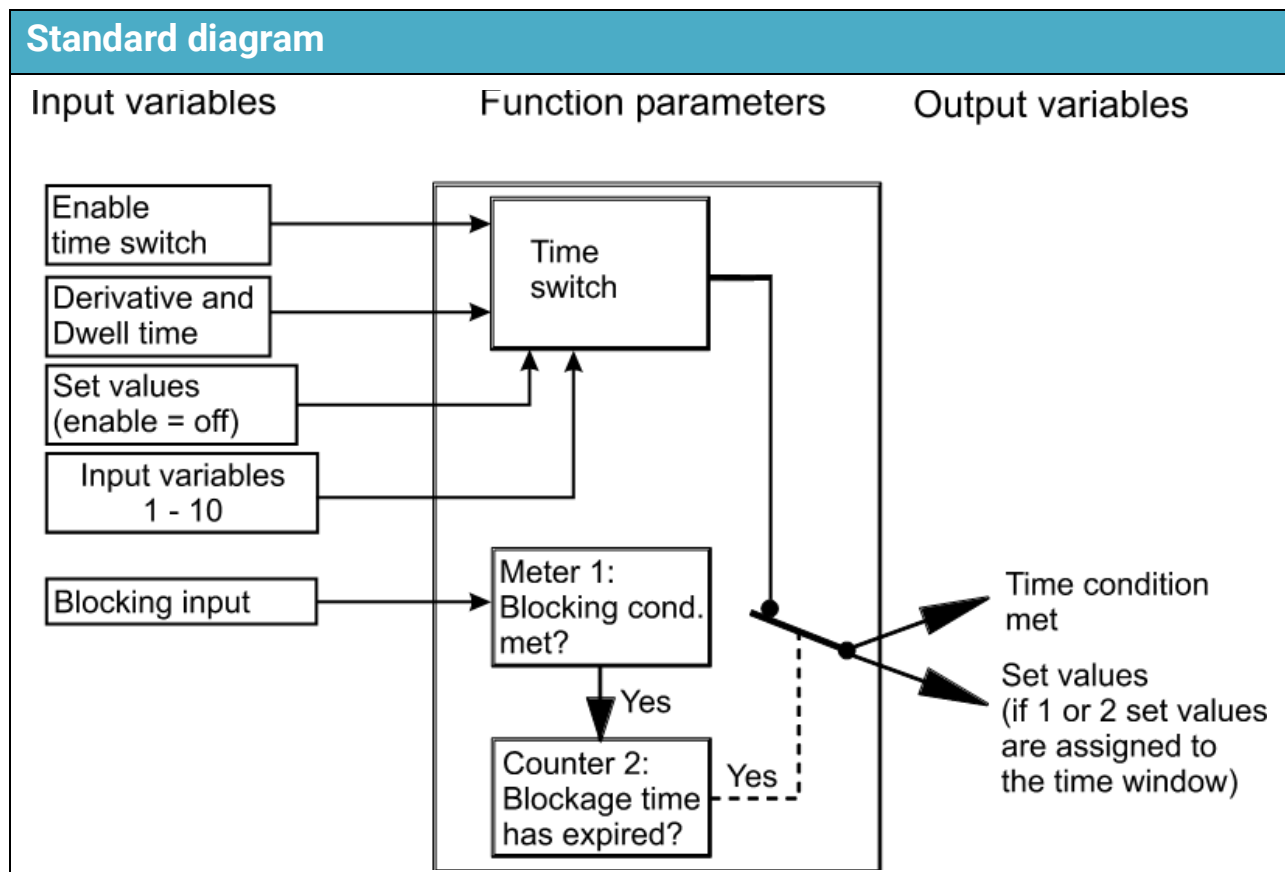 Standard diagram
Input variables
Function parameters
Output variables
Enable
time switch
Derivative and
Dwell time
Set values
(enable = off)
Input variables
1 - 10
Blocking input
Time
switch
Meter 1:
Blocking cond.
met?
Yes
Counter 2:
Blockage time
has expired?
Yes
Time condition
met
Set values
(if 1 or 2 set values
are assigned to
the time window)